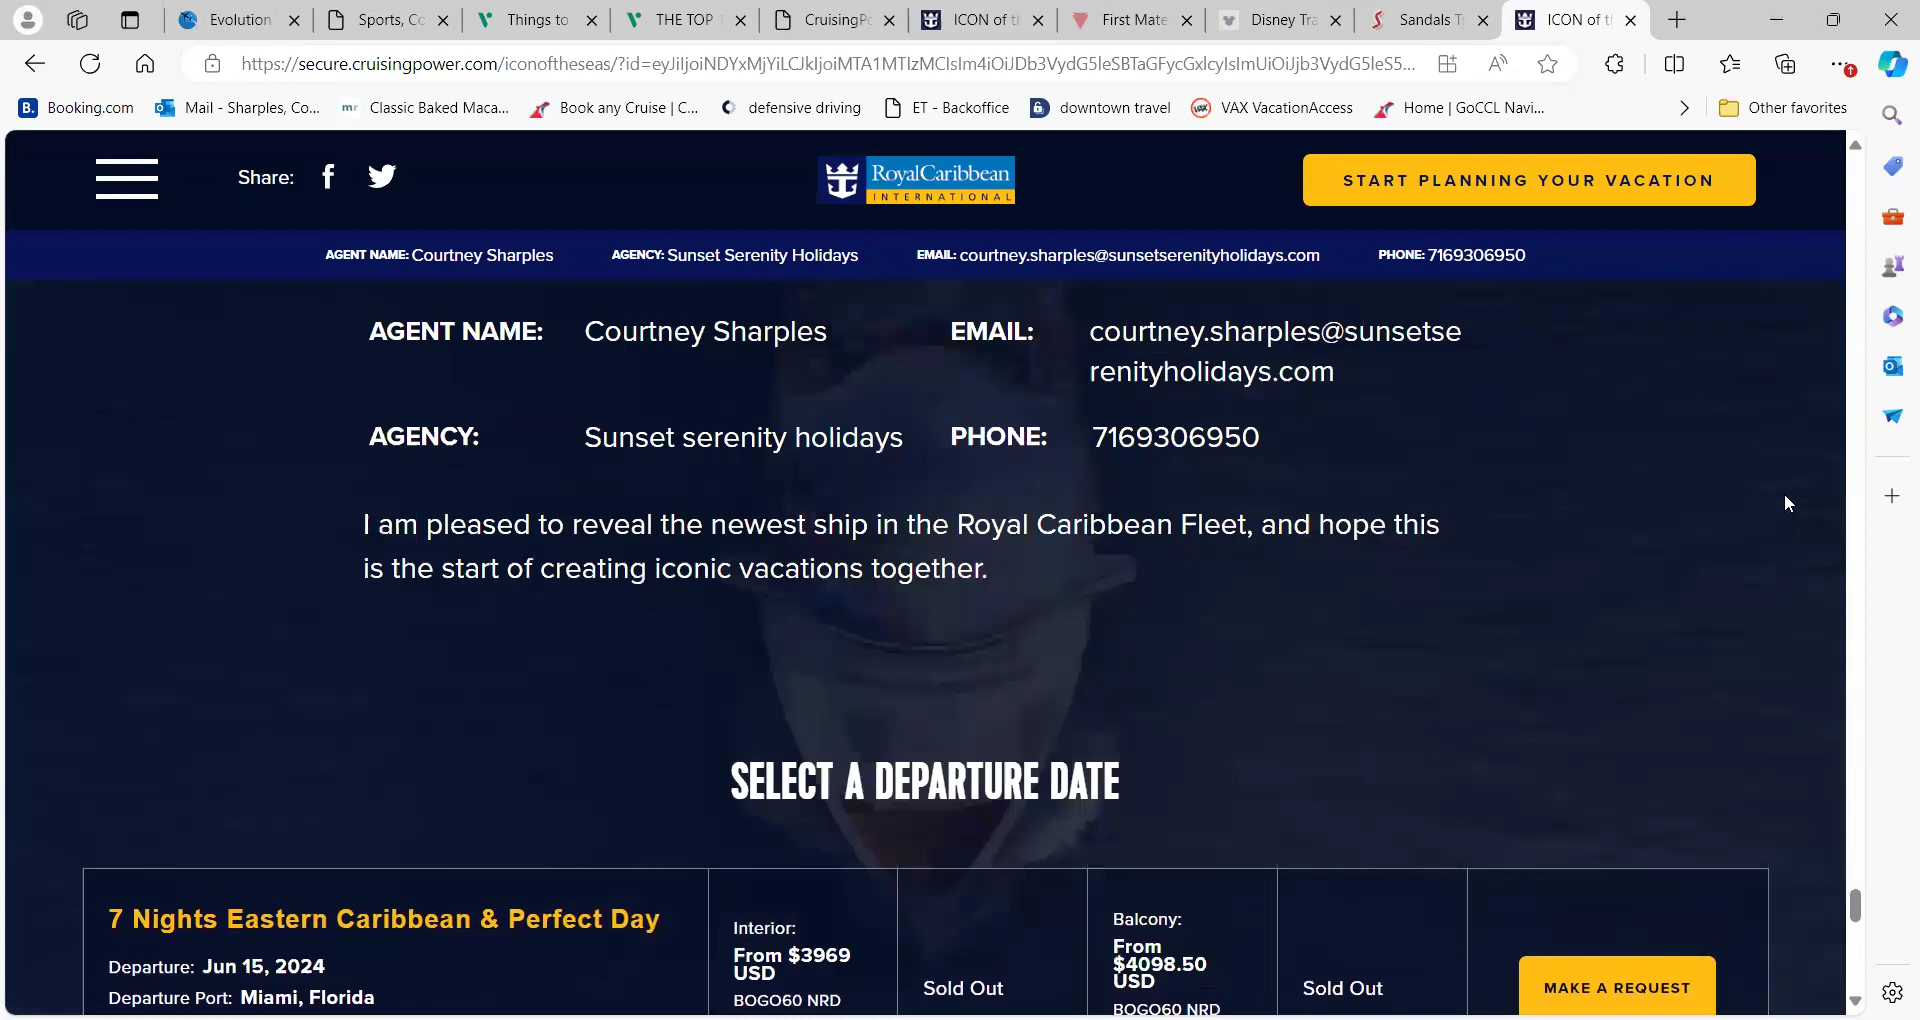 Evolution
Sports, Co
Things to
THE TOP
CruisingPo
ICON of th
First Mate
Disney Tra
Sandals Tr
ICON of th
https://secure.cruisingpower.com/iconoftheseas/?id=eyJiIjoiNDYxMjYiLCJkIjoiMTA1MTIzMCIsIm4iOiJDb3VydG5leSBTaGFycGxlcyIsImUiOiJjb3VydG5leS5...
B. Booking.com
Mail - Sharples, Co...
mr Classic Baked Maca...
Book any Cruise | C...
defensive driving
ET - Backoffice
downtown travel
VAX VacationAccess
Home | GoCCL Navi...
Other favorites
Share:
RoyalCaribbean
INTERNATIONAL
START PLANNING YOUR VACATION
AGENT NAME: Courtney Sharples
AGENCY: Sunset Serenity Holidays
EMAIL: courtney.sharples@sunsetserenityholidays.com
PHONE: 7169306950
AGENT NAME: Courtney Sharples
EMAIL: courtney.sharples@sunsetse
renityholidays.com
AGENCY: Sunset serenity holidays
PHONE: 7169306950
I am pleased to reveal the newest ship in the Royal Caribbean Fleet, and hope this
is the start of creating iconic vacations together.
SELECT A DEPARTURE DATE
7 Nights Eastern Caribbean & Perfect Day
Departure: Jun 15, 2024
Departure Port: Miami, Florida
Interior:
From $3969
USD
BOGO60 NRD
Sold Out
Balcony:
From
$4098.50
USD
BOGO60 NRD
Sold Out
MAKE A REQUEST